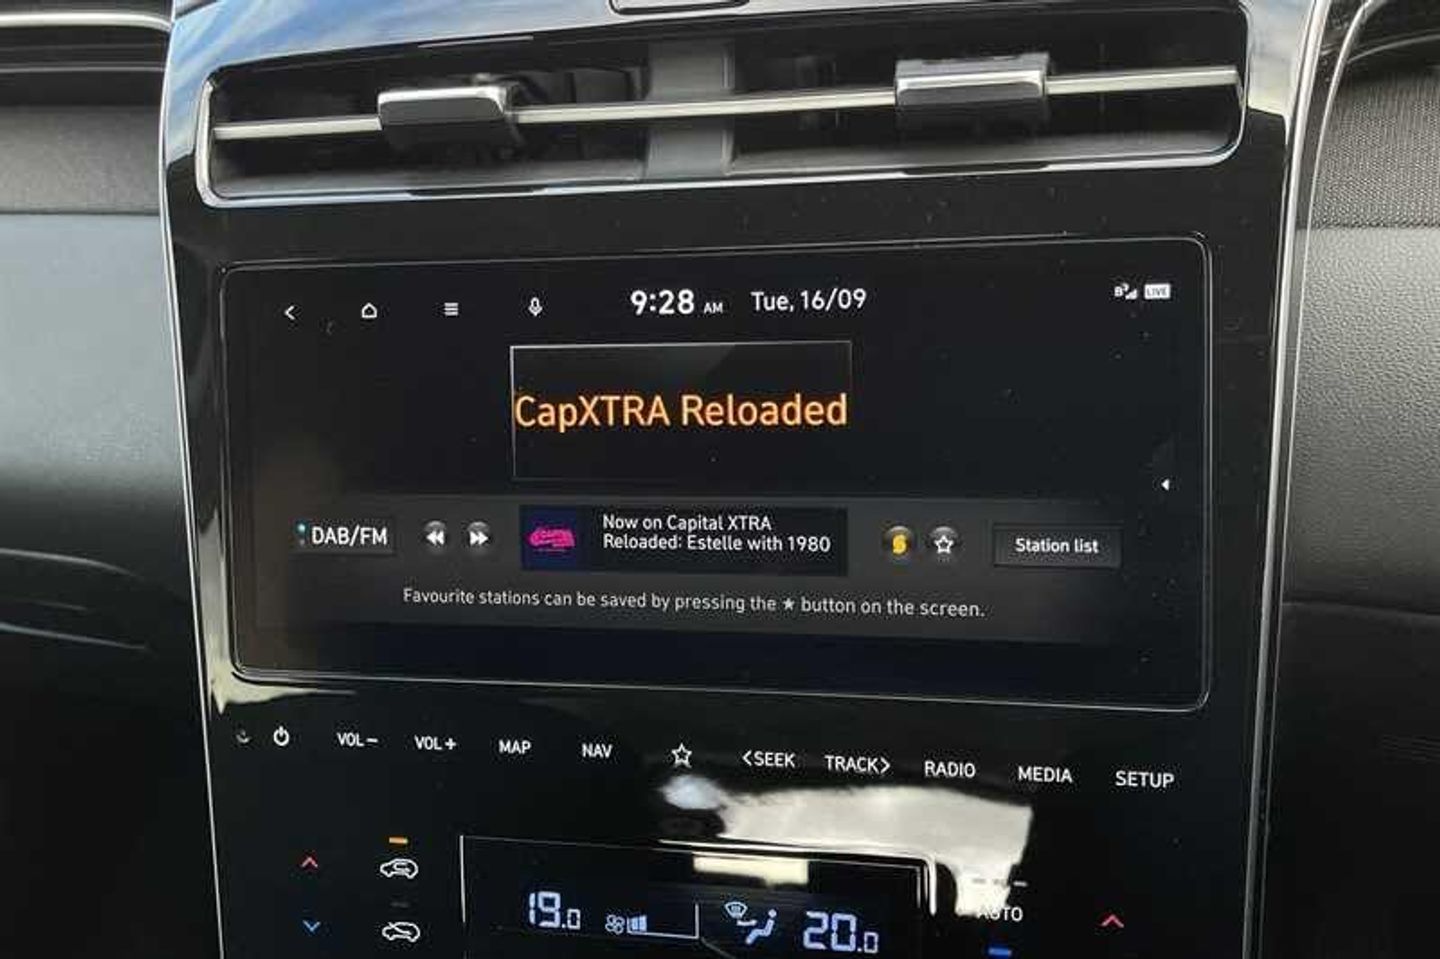 9:28 AM Tue, 16/09
LIVE
CapXTRA Reloaded
DAB/FM
Now on Capital XTRA
Reloaded: Estelle with 1980
Station list
Favourite stations can be saved by pressing the ★ button on the screen.
VOL− VOL+ MAP NAV ☆ <SEEK TRACK> RADIO MEDIA SETUP
AUTO
19.0 20.0